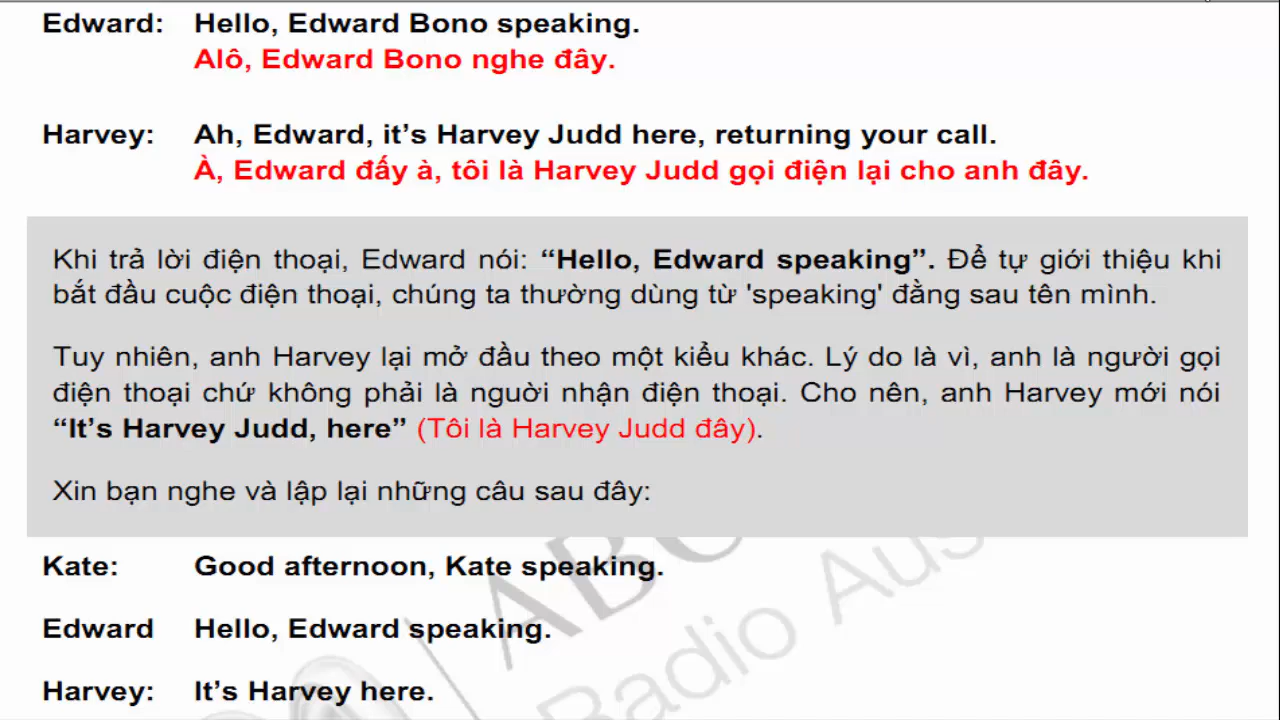 Edward: Hello, Edward Bono speaking.
Alô, Edward Bono nghe đây.
Harvey: Ah, Edward, it’s Harvey Judd here, returning your call.
À, Edward đấy à, tôi là Harvey Judd gọi điện lại cho anh đây.
Khi trả lời điện thoại, Edward nói: “Hello, Edward speaking”. Để tự giới thiệu khi
bắt đầu cuộc điện thoại, chúng ta thường dùng từ 'speaking' đằng sau tên mình.
Tuy nhiên, anh Harvey lại mở đầu theo một kiểu khác. Lý do là vì, anh là người gọi
điện thoại chứ không phải là nguời nhận điện thoại. Cho nên, anh Harvey mới nói
“It’s Harvey Judd, here” (Tôi là Harvey Judd đây).
Xin bạn nghe và lập lại những câu sau đây:
Kate: Good afternoon, Kate speaking.
Edward Hello, Edward speaking.
Harvey: It’s Harvey here.
ABC
Radio Aus